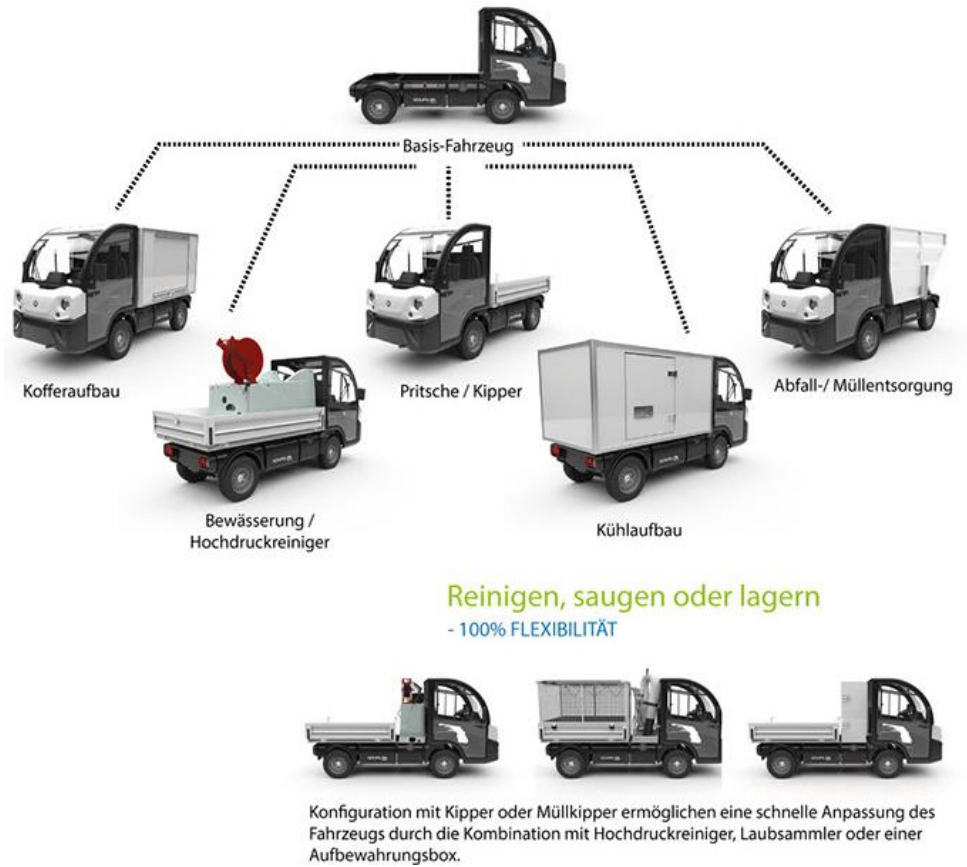 Basis-Fahrzeug
Kofferaufbau
Pritsche / Kipper
Abfall-/ Müllentsorgung
Bewässerung /
Hochdruckreiniger
Kühlaufbau
Reinigen, saugen oder lagern
- 100% FLEXIBILITÄT
Konfiguration mit Kipper oder Müllkipper ermöglichen eine schnelle Anpassung des
Fahrzeugs durch die Kombination mit Hochdruckreiniger, Laubsammler oder einer
Aufbewahrungsbox.